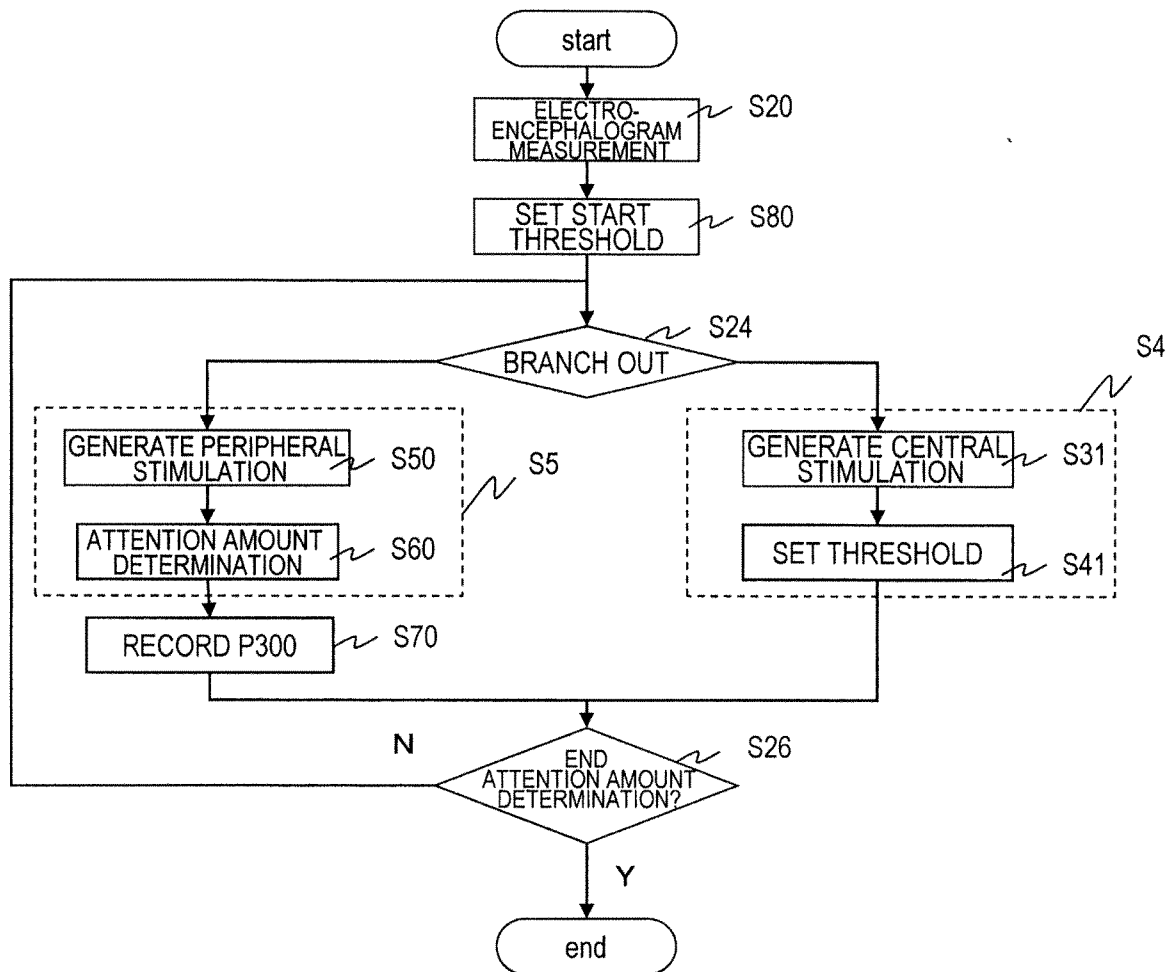 start
ELECTRO-
ENCEPHALOGRAM
MEASUREMENT
S20
SET START
THRESHOLD
S80
BRANCH OUT
S24
S4
GENERATE PERIPHERAL
STIMULATION
S50
S5
ATTENTION AMOUNT
DETERMINATION
S60
RECORD P300
S70
GENERATE CENTRAL
STIMULATION
S31
SET THRESHOLD
S41
N
END
ATTENTION AMOUNT
DETERMINATION?
S26
Y
end